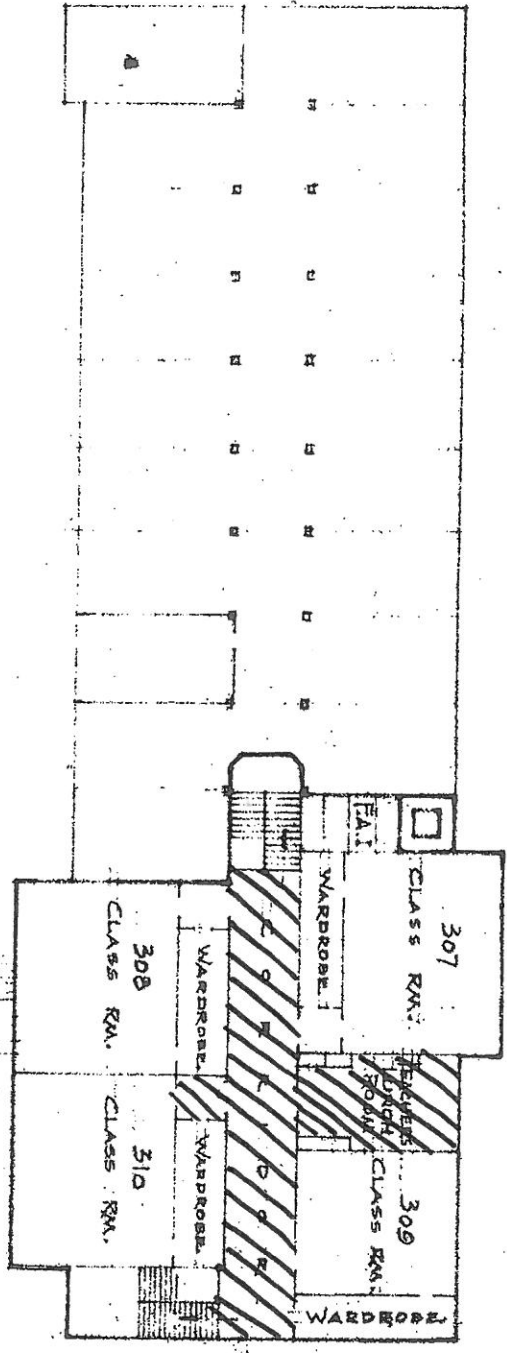 307
CLASS RM.
WARDROBE
F.A.I
TEACHERS
LUNCH
ROOM
309
CLASS RM.
WARDROBE
CORRIDOR
308
CLASS RM.
WARDROBE
310
CLASS RM.
WARDROBE